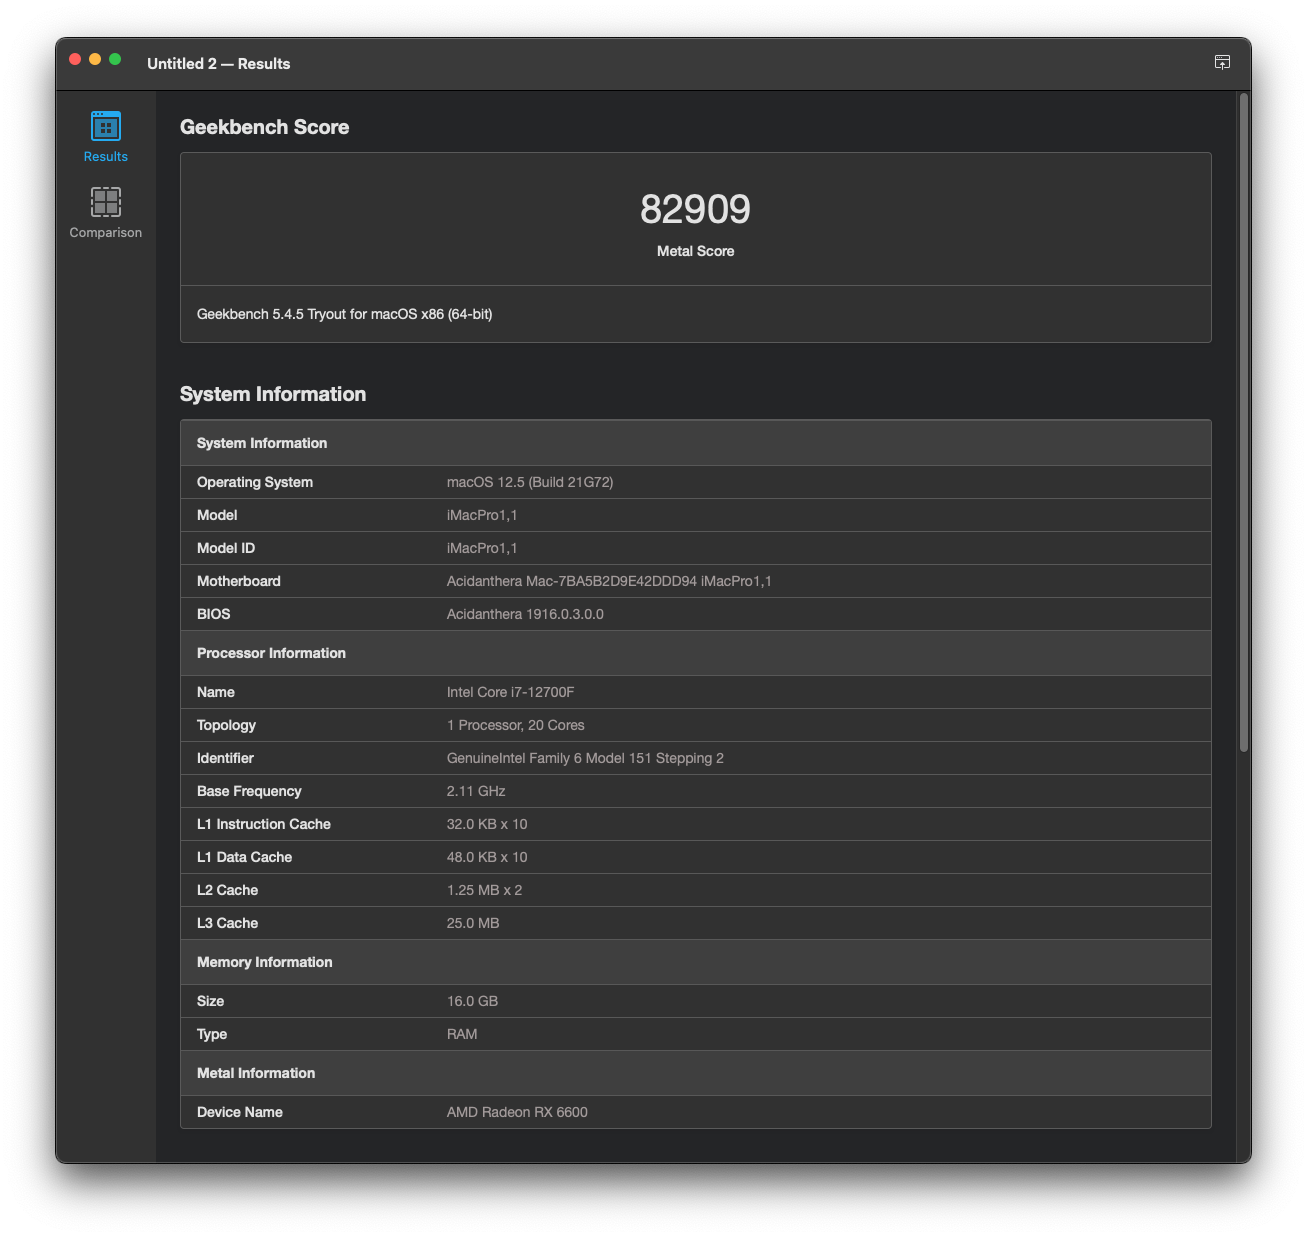 Untitled 2 — Results
Results
Comparison
Geekbench Score
82909
Metal Score
Geekbench 5.4.5 Tryout for macOS x86 (64-bit)
System Information
System Information
Operating System macOS 12.5 (Build 21G72)
Model iMacPro1,1
Model ID iMacPro1,1
Motherboard Acidanthera Mac-7BA5B2D9E42DDD94 iMacPro1,1
BIOS Acidanthera 1916.0.3.0.0
Processor Information
Name Intel Core i7-12700F
Topology 1 Processor, 20 Cores
Identifier GenuineIntel Family 6 Model 151 Stepping 2
Base Frequency 2.11 GHz
L1 Instruction Cache 32.0 KB x 10
L1 Data Cache 48.0 KB x 10
L2 Cache 1.25 MB x 2
L3 Cache 25.0 MB
Memory Information
Size 16.0 GB
Type RAM
Metal Information
Device Name AMD Radeon RX 6600